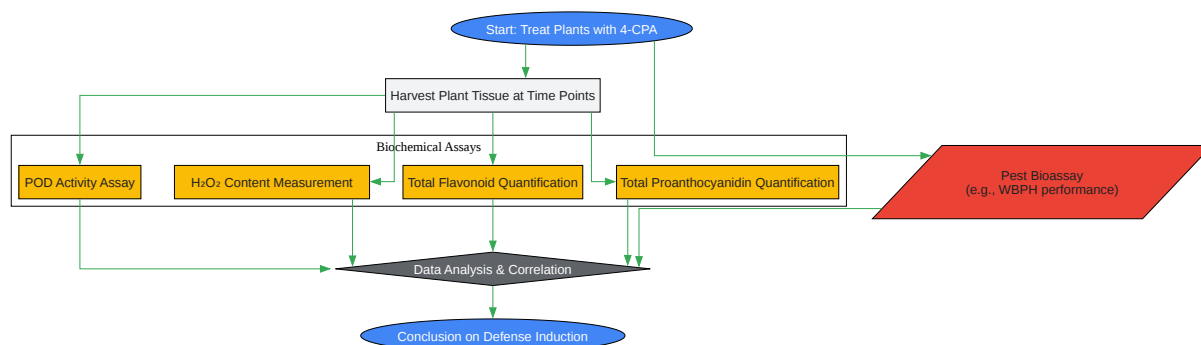 Start: Treat Plants with 4-CPA
Harvest Plant Tissue at Time Points
Biochemical Assays
POD Activity Assay
H₂O₂ Content Measurement
Total Flavonoid Quantification
Total Proanthocyanidin Quantification
Pest Bioassay
(e.g., WBPH performance)
Data Analysis & Correlation
Conclusion on Defense Induction